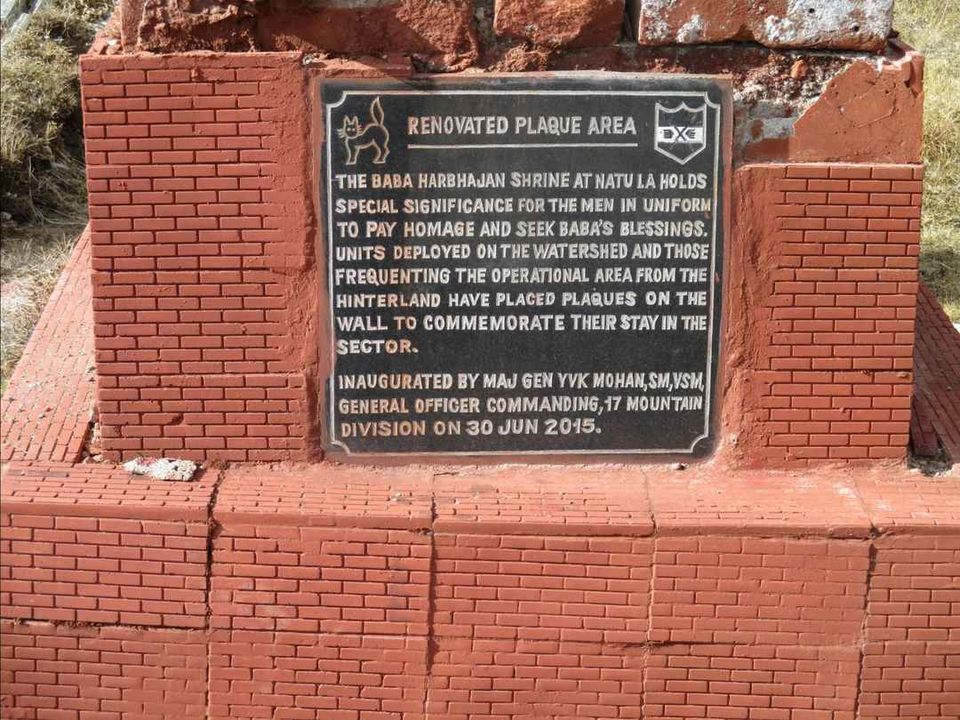 RENOVATED PLAQUE AREA
THE BABA HARBHAJAN SHRINE AT NATU LA HOLDS
SPECIAL SIGNIFICANCE FOR THE MEN IN UNIFORM
TO PAY HOMAGE AND SEEK BABA'S BLESSINGS.
UNITS DEPLOYED ON THE WATERSHED AND THOSE
FREQUENTING THE OPERATIONAL AREA FROM THE
HINTERLAND HAVE PLACED PLAQUES ON THE
WALL TO COMMEMORATE THEIR STAY IN THE
SECTOR.
INAUGURATED BY MAJ GEN YVK MOHAN,SM,VSM,
GENERAL OFFICER COMMANDING,17 MOUNTAIN
DIVISION ON 30 JUN 2015.